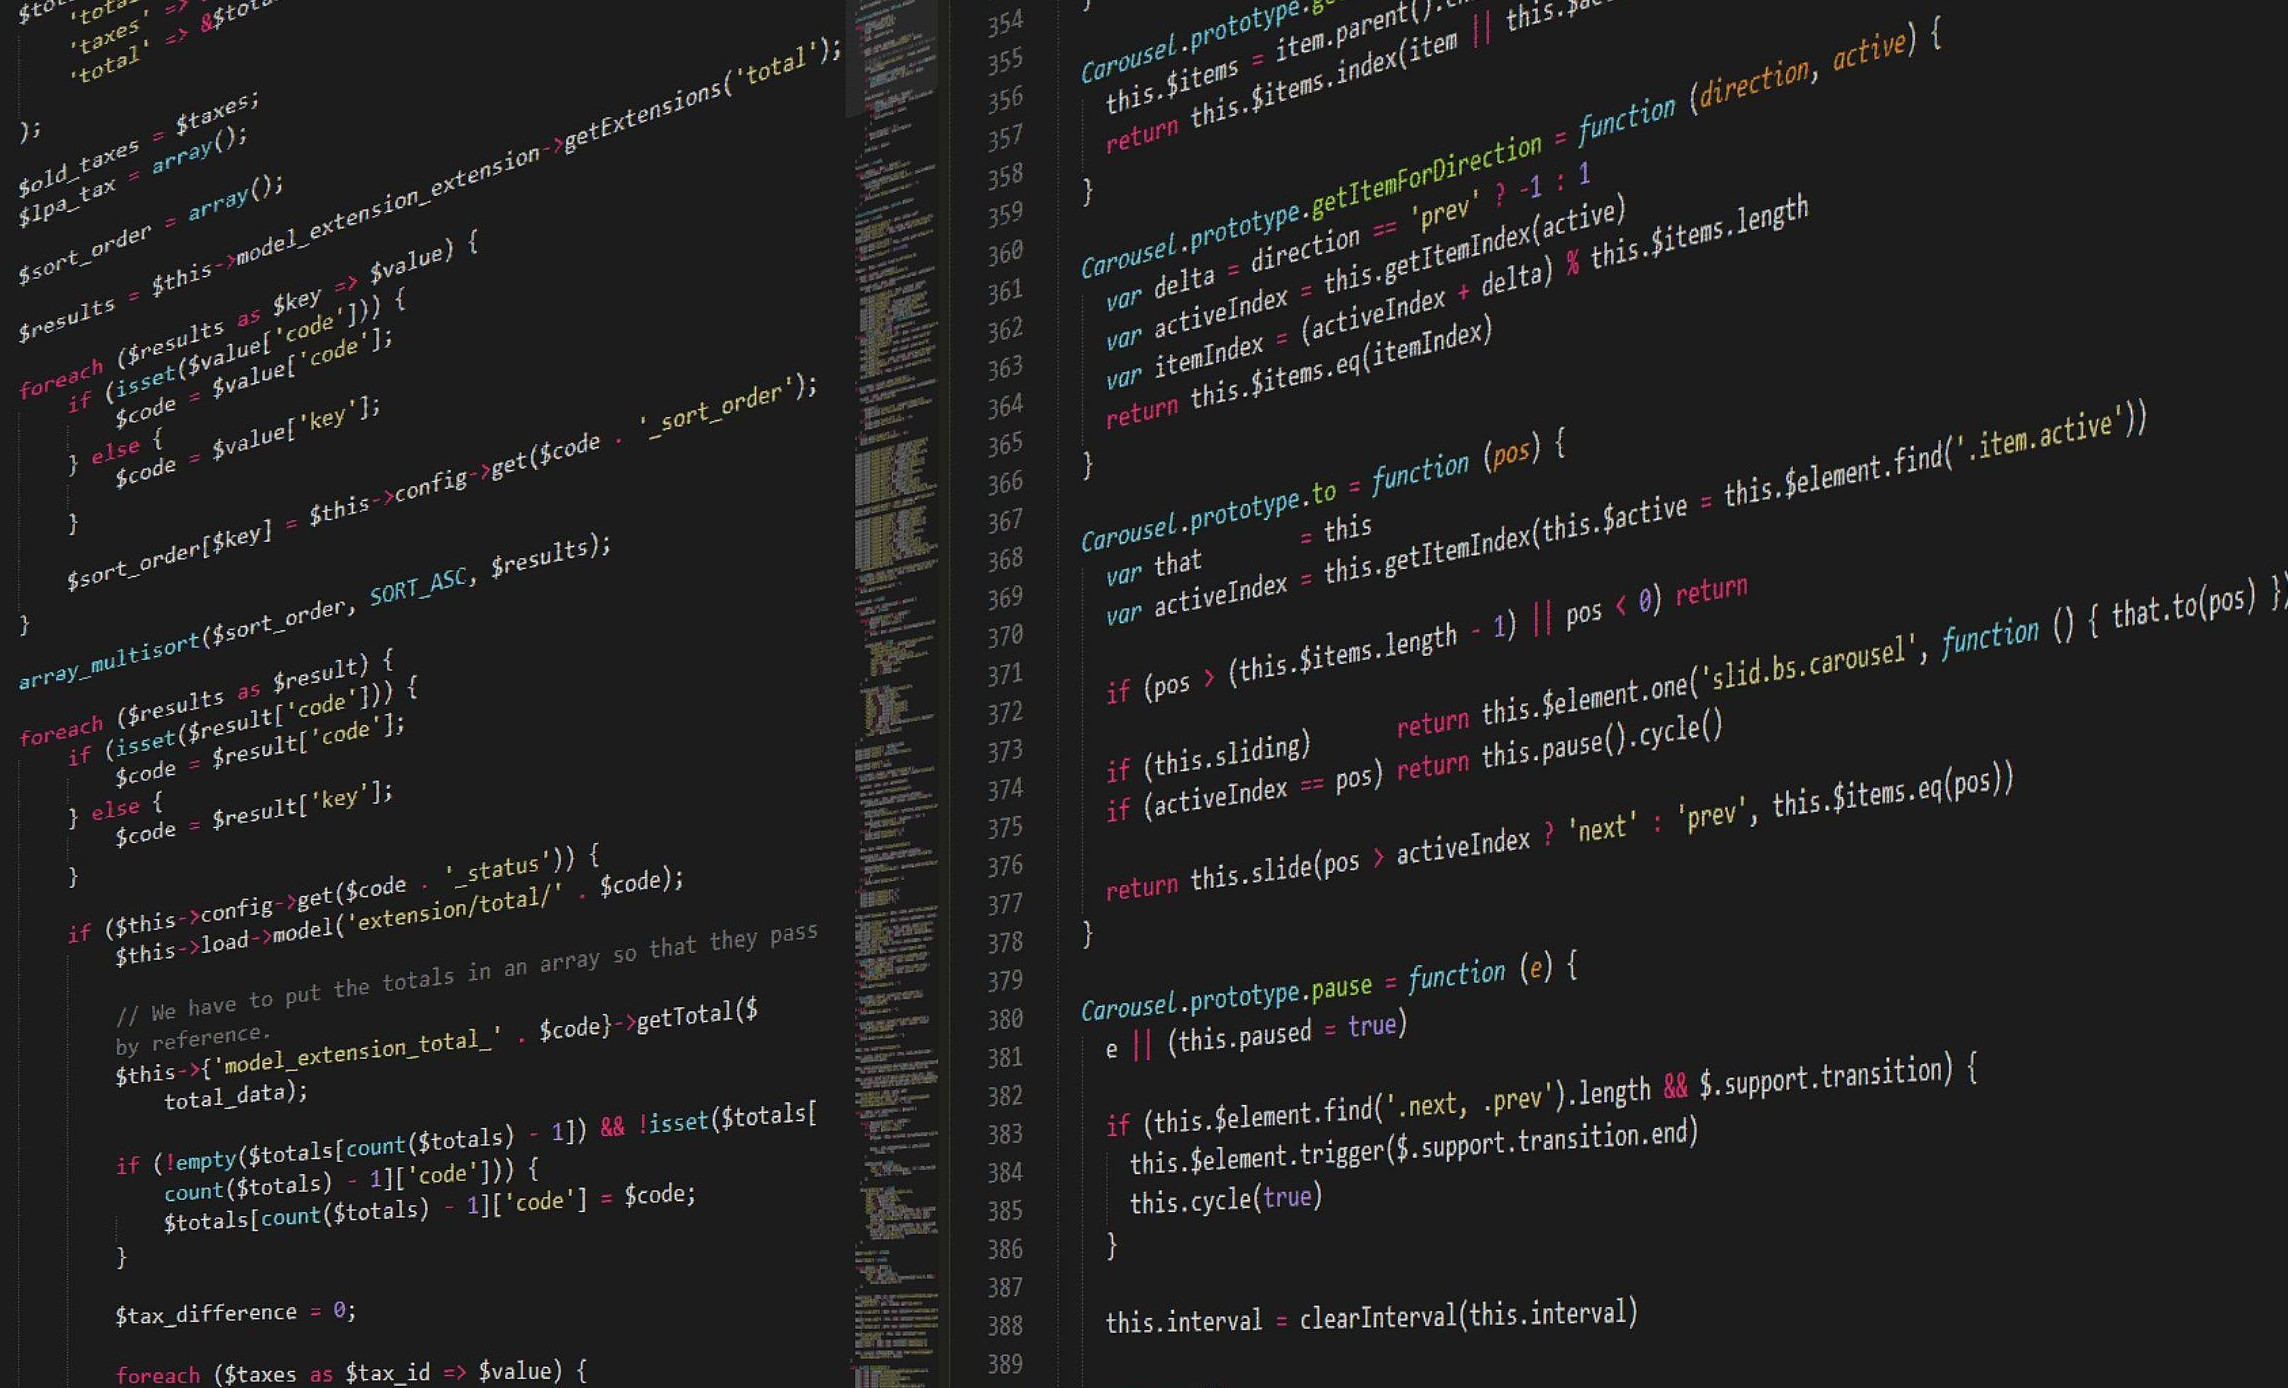 'taxes' =>
'total' => &$tota
);
$old_taxes = $taxes;
$lpa_tax = array();
$sort_order = array();
$results = $this->model_extension_extension->getExtensions('total');
foreach ($results as $key => $value) {
if (isset($value['code'])) {
$code = $value['code'];
} else {
$code = $value['key'];
}
$sort_order[$key] = $this->config->get($code . '_sort_order');
}
array_multisort($sort_order, SORT_ASC, $results);
foreach ($results as $result) {
if (isset($result['code'])) {
$code = $result['code'];
} else {
$code = $result['key'];
}
if ($this->config->get($code . '_status')) {
$this->load->model('extension/total/' . $code);
// We have to put the totals in an array so that they pass
by reference.
$this->{'model_extension_total_' . $code}->getTotal($
total_data);
if (!empty($totals[count($totals) - 1]) && !isset($totals[
count($totals) - 1]['code'])) {
$totals[count($totals) - 1]['code'] = $code;
}
$tax_difference = 0;
foreach ($taxes as $tax_id => $value) {
354
355 Carousel.prototype.ge
356 this.$items = item.parent().
357 return this.$items.index(item || this.$ac
358 }
359
360 Carousel.prototype.getItemForDirection = function (direction, active) {
361 var delta = direction == 'prev' ? -1 : 1
362 var activeIndex = this.getItemIndex(active)
363 var itemIndex = (activeIndex + delta) % this.$items.length
364 return this.$items.eq(itemIndex)
365 }
366
367 Carousel.prototype.to = function (pos) {
368 var that = this
369 var activeIndex = this.getItemIndex(this.$active = this.$element.find('.item.active'))
370
371 if (pos > (this.$items.length - 1) || pos < 0) return
372
373 if (this.sliding) return this.$element.one('slid.bs.carousel', function () { that.to(pos) })
374 if (activeIndex == pos) return this.pause().cycle()
375
376 return this.slide(pos > activeIndex ? 'next' : 'prev', this.$items.eq(pos))
377 }
378
379 Carousel.prototype.pause = function (e) {
380 e || (this.paused = true)
381
382 if (this.$element.find('.next, .prev').length && $.support.transition) {
383 this.$element.trigger($.support.transition.end)
384 this.cycle(true)
385 }
386
387 this.interval = clearInterval(this.interval)
388
389